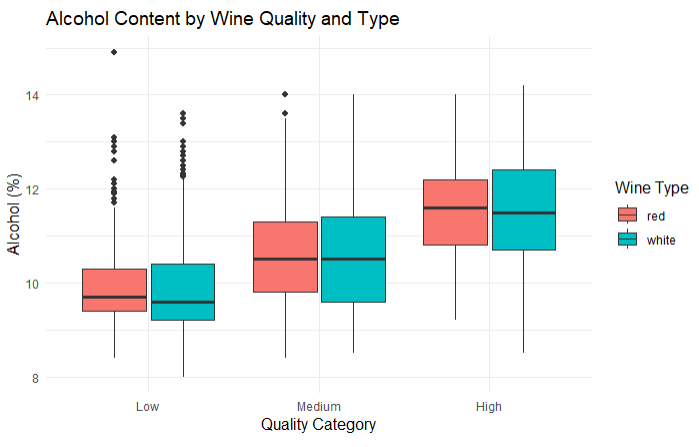 Alcohol Content by Wine Quality and Type
14
12
10
8
Alcohol (%)
Low
Medium
High
Quality Category
Wine Type
red
white